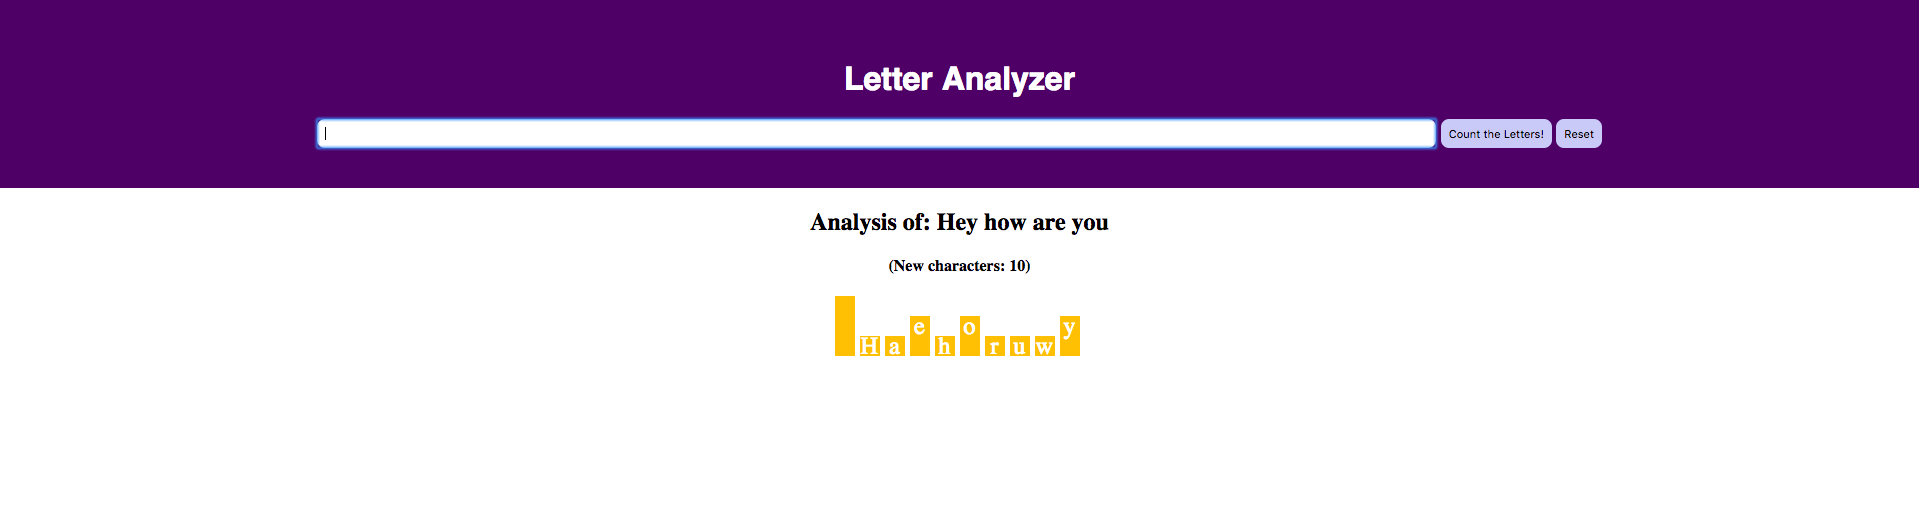 Letter Analyzer
Count the Letters! Reset
Analysis of: Hey how are you
(New characters: 10)
H a e h o r u w y